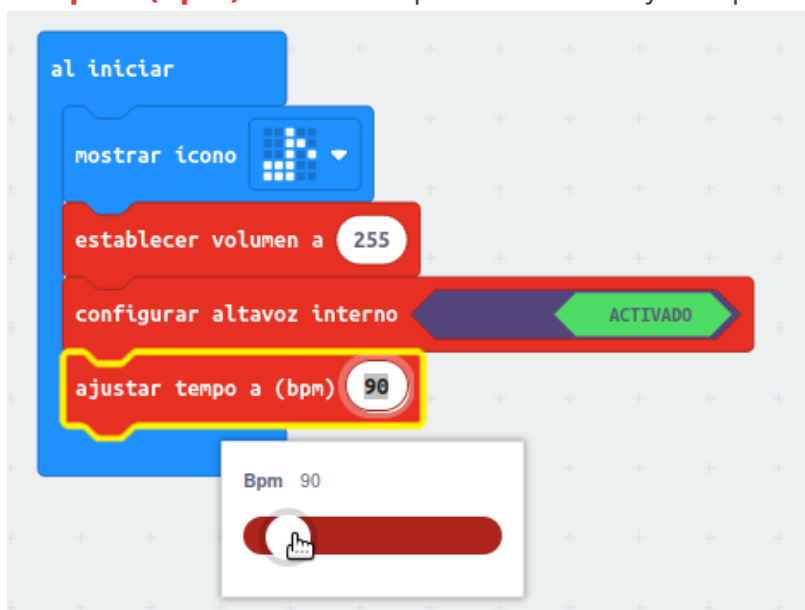 al iniciar
mostrar ícono
establecer volumen a 255
configurar altavoz interno ACTIVADO
ajustar tempo a (bpm) 90
Bpm 90